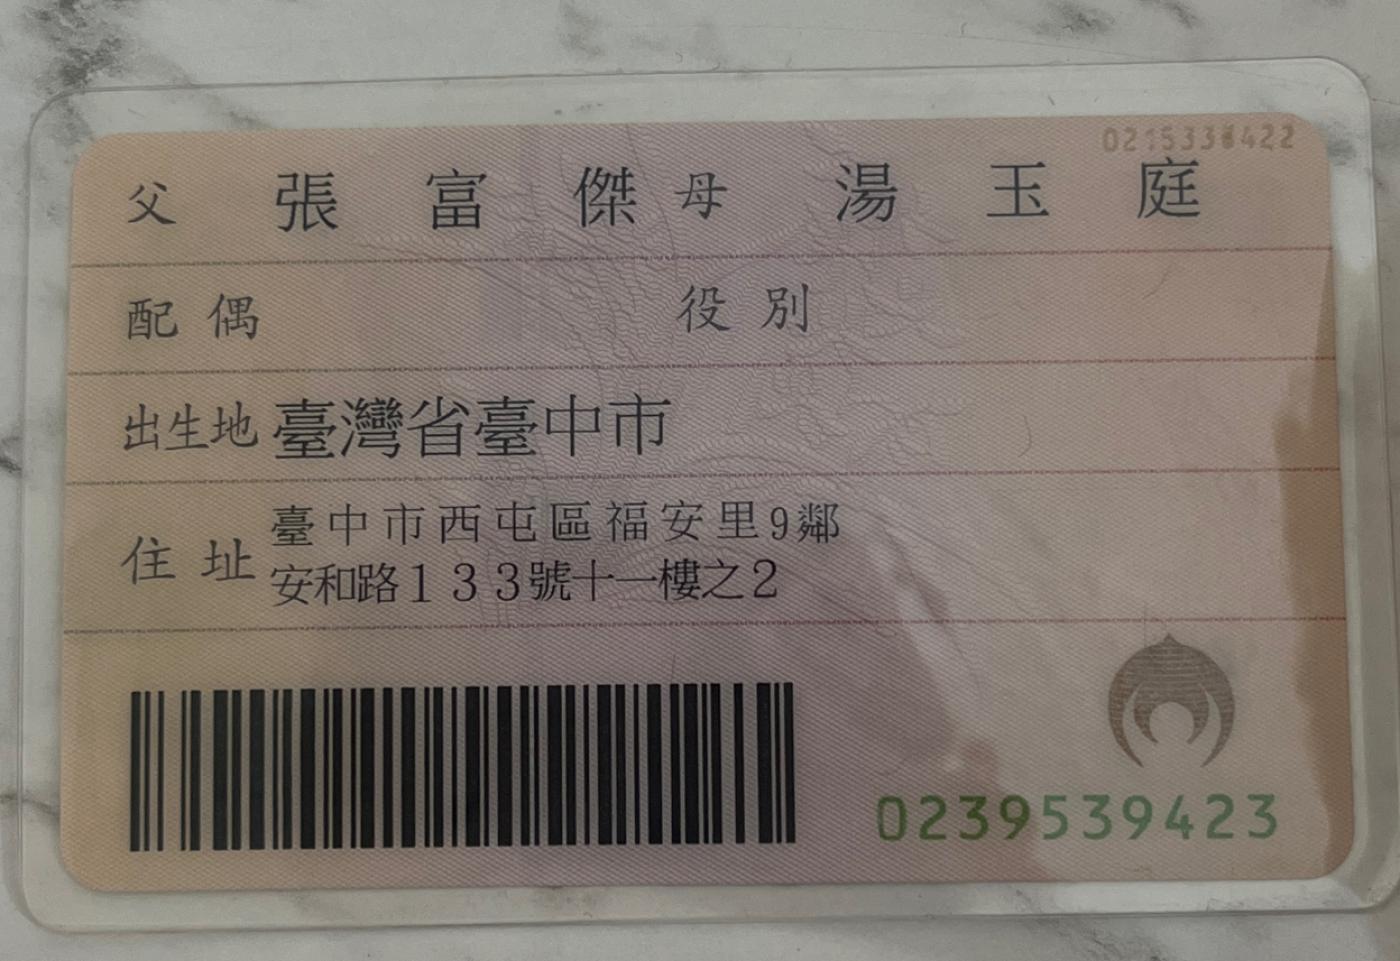 0215338422
父 張富傑 母 湯玉庭
配偶 役別
出生地 臺灣省臺中市
住址 臺中市西屯區福安里9鄰
安和路133號十一樓之2
0239539423